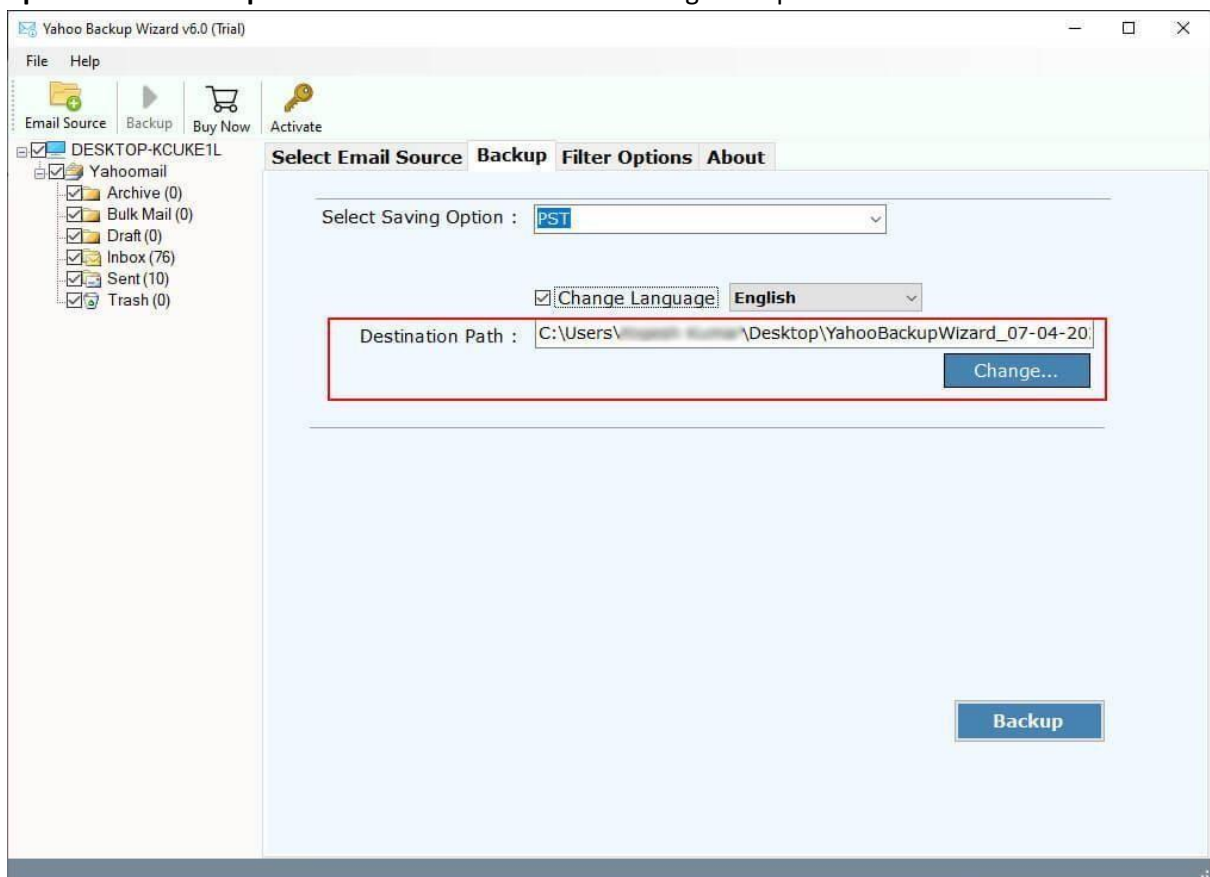 Yahoo Backup Wizard v6.0 (Trial)
File Help
Email Source Backup Buy Now Activate
DESKTOP-KCUKE1L
Yahoomail
Archive (0)
Bulk Mail (0)
Draft (0)
Inbox (76)
Sent (10)
Trash (0)
Select Email Source Backup Filter Options About
Select Saving Option : PST
Change Language English
Destination Path : C:\Users\ \Desktop\YahooBackupWizard_07-04-20
Change...
Backup